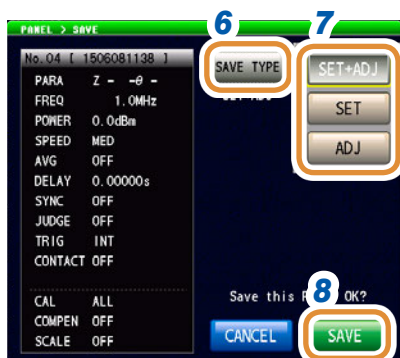 PANEL > SAVE
6
7
No.04 [ 1506081138 ]
SAVE TYPE
SET+ADJ
PARA Z - -θ -
FREQ 1.0MHz
SET
POWER 0.0dBm
SPEED MED
ADJ
AVG OFF
DELAY 0.00000s
SYNC OFF
JUDGE OFF
TRIG INT
CONTACT OFF
CAL ALL
Save this OK?
8
COMPEN OFF
SCALE OFF
CANCEL
SAVE